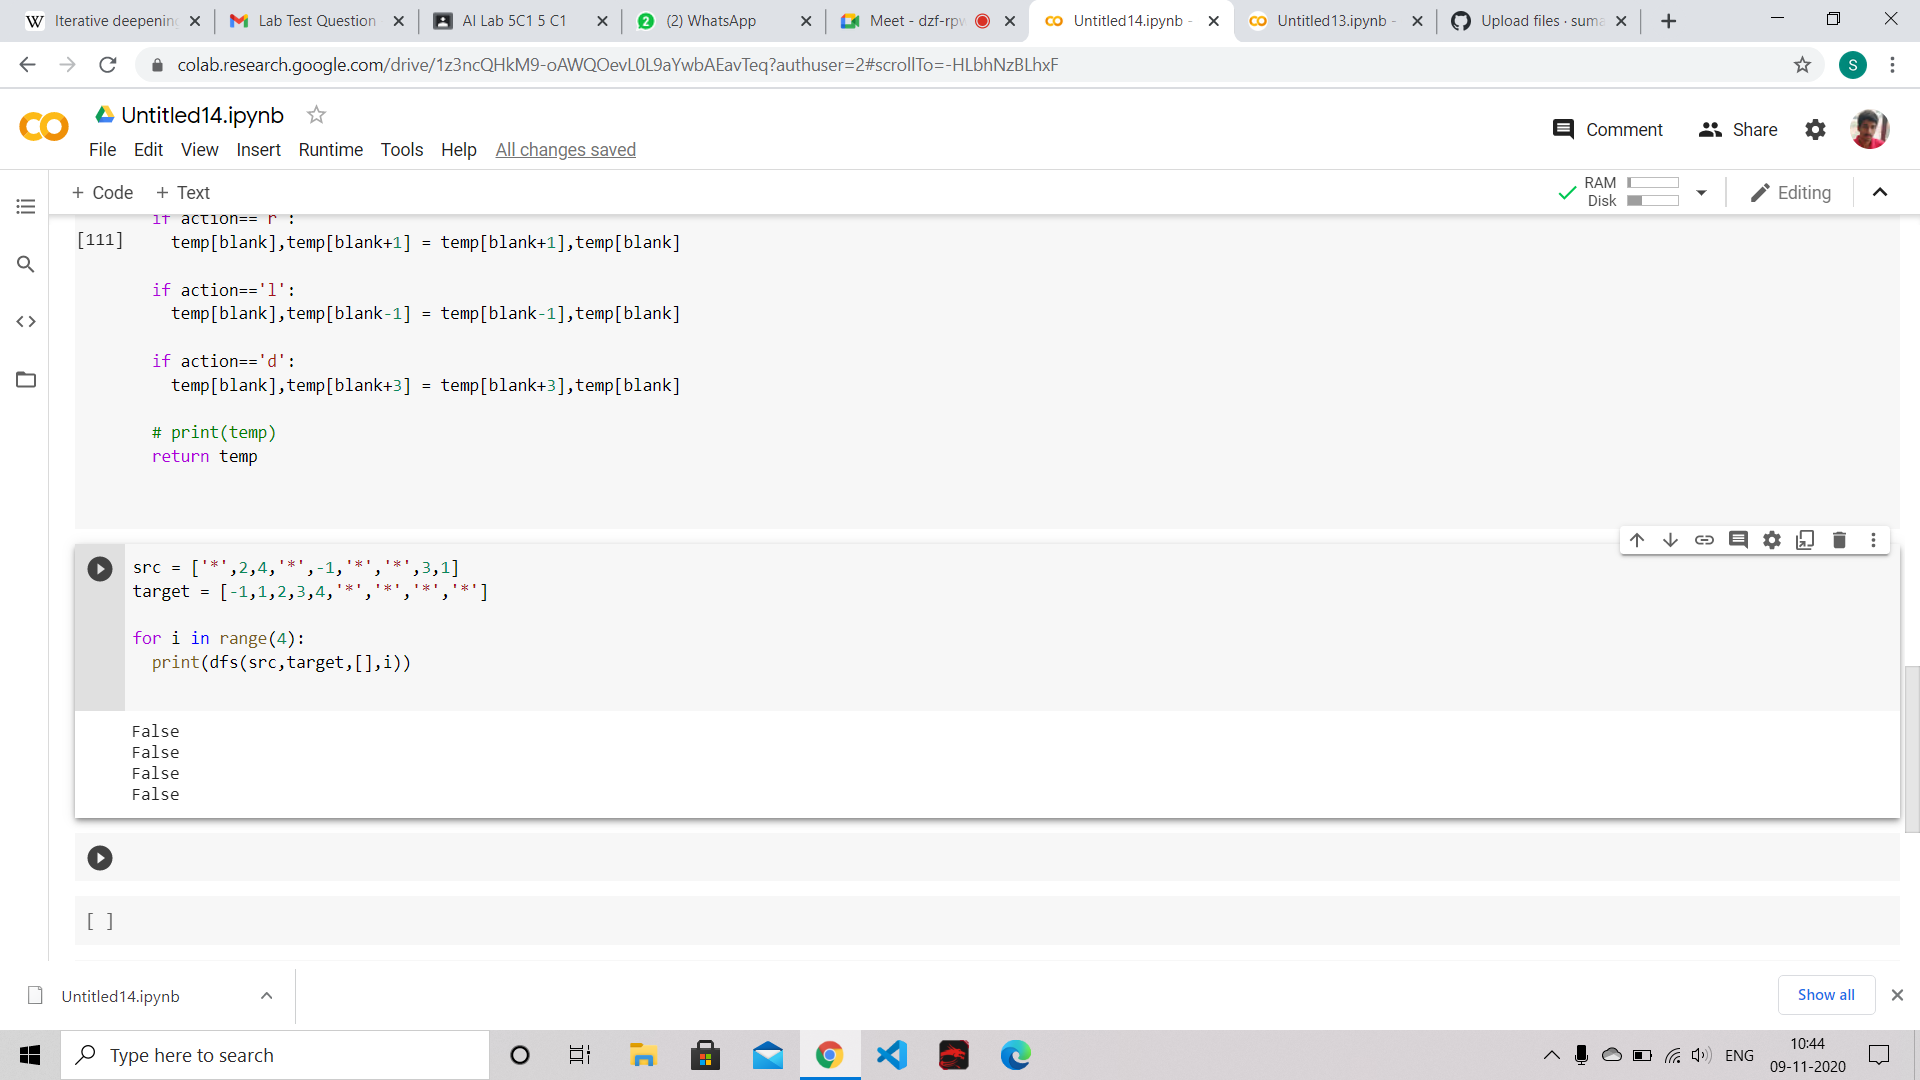 Iterative deepening
Lab Test Question
AI Lab 5C1 5 C1
(2) WhatsApp
Meet - dzf-rpw
Untitled14.ipynb -
Untitled13.ipynb -
Upload files · suma
colab.research.google.com/drive/1z3ncQHkM9-oAWQOevL0L9aYwbAEavTeq?authuser=2#scrollTo=-HLbhNzBLhxF
S
Untitled14.ipynb
Comment
Share
File Edit View Insert Runtime Tools Help All changes saved
+ Code + Text
RAM
Disk
Editing
if action=='r':
[111]
temp[blank],temp[blank+1] = temp[blank+1],temp[blank]
if action=='l':
temp[blank],temp[blank-1] = temp[blank-1],temp[blank]
if action=='d':
temp[blank],temp[blank+3] = temp[blank+3],temp[blank]
# print(temp)
return temp
src = ['*',2,4,'*',-1,'*','*',3,1]
target = [-1,1,2,3,4,'*','*','*','*']
for i in range(4):
print(dfs(src,target,[],i))
False
False
False
False
[ ]
Untitled14.ipynb
Show all
Type here to search
ENG
10:44
09-11-2020